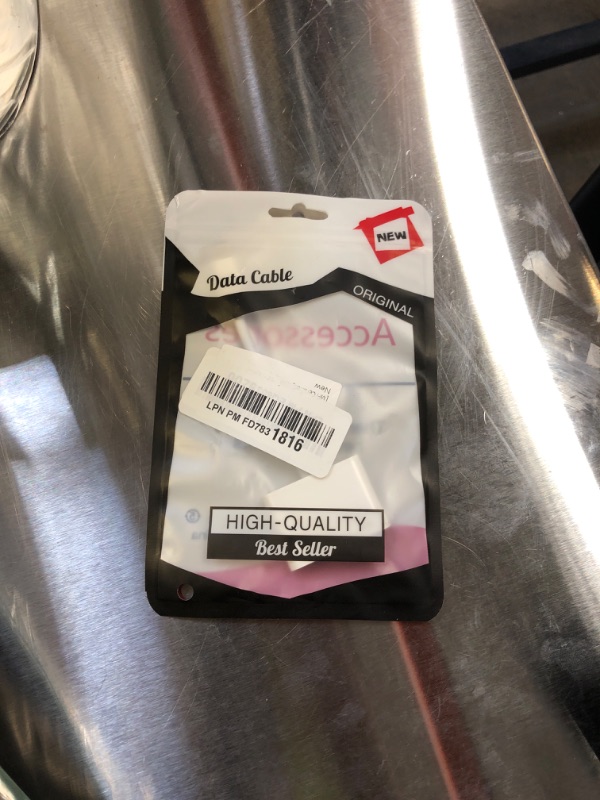 NEW
Data Cable
ORIGINAL
Accessories
New
LPN PM FD783 1816
HIGH-QUALITY
Best Seller